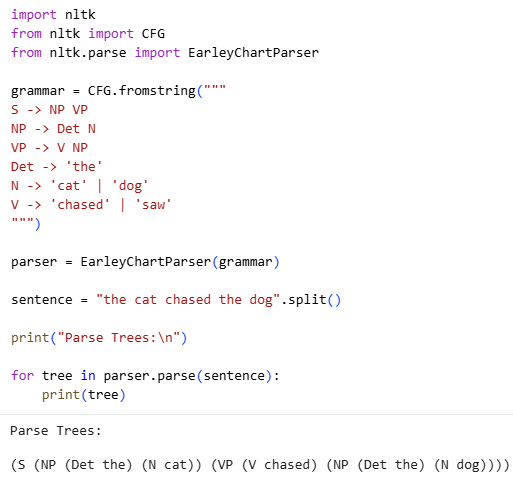 import nltk
from nltk import CFG
from nltk.parse import EarleyChartParser

grammar = CFG.fromstring("""
S -> NP VP
NP -> Det N
VP -> V NP
Det -> 'the'
N -> 'cat' | 'dog'
V -> 'chased' | 'saw'
""")

parser = EarleyChartParser(grammar)

sentence = "the cat chased the dog".split()

print("Parse Trees:\n")

for tree in parser.parse(sentence):
    print(tree)

Parse Trees:

(S (NP (Det the) (N cat)) (VP (V chased) (NP (Det the) (N dog))))